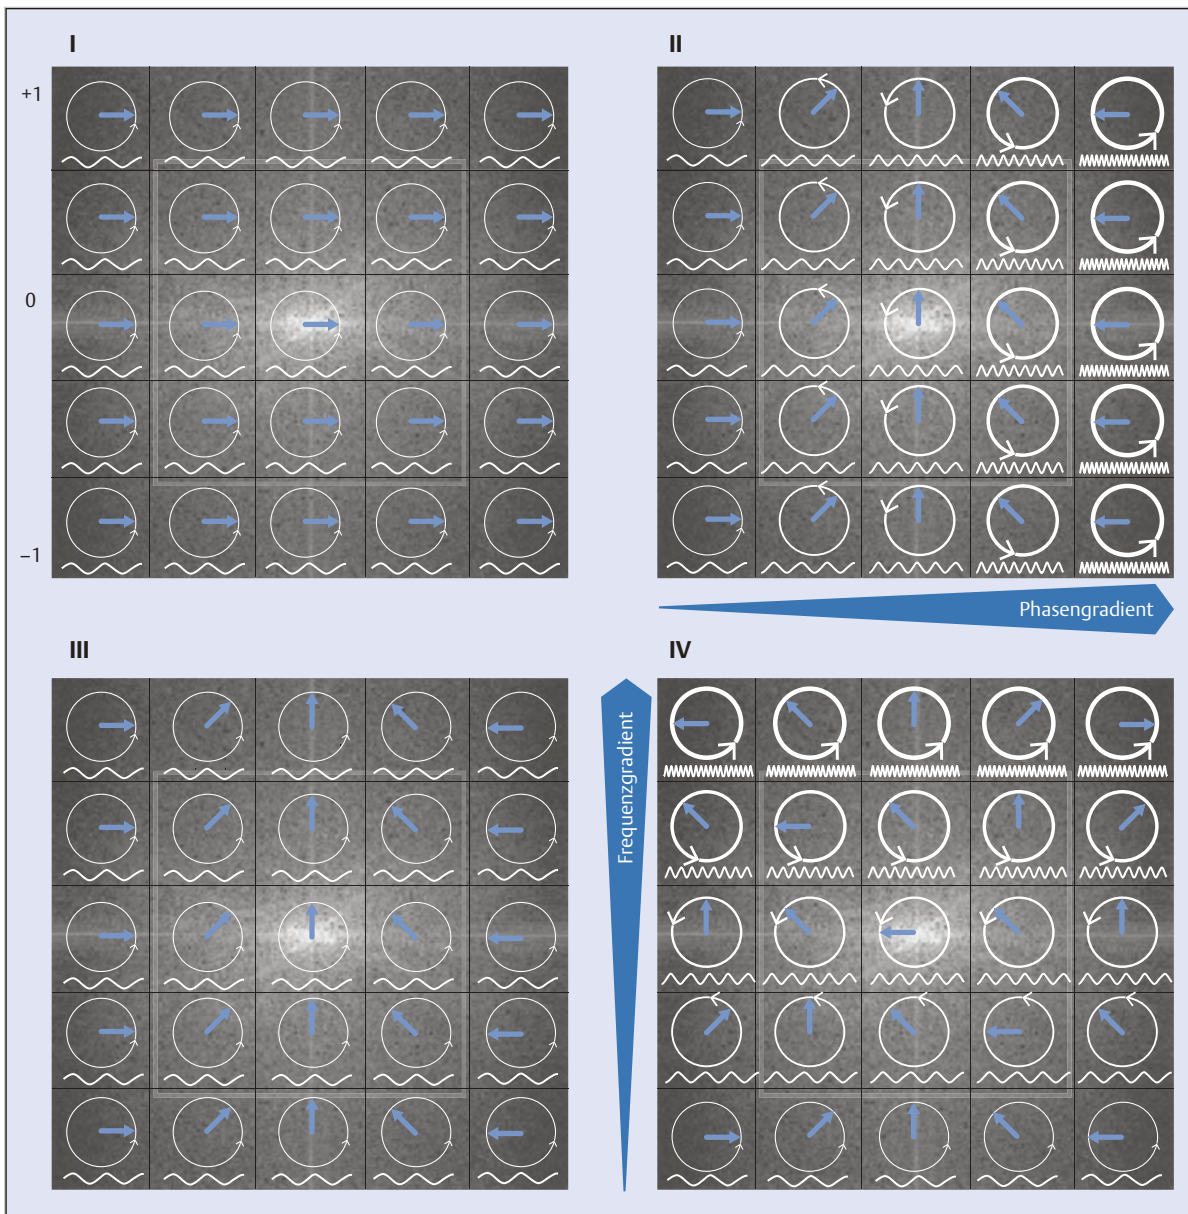 I
II
+1
0
–1
Phasengradient
III
IV
Frequenzgradient